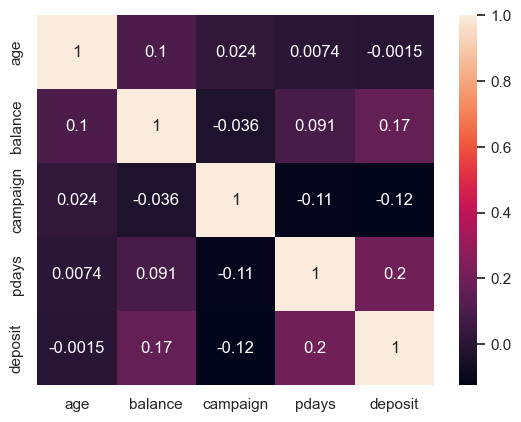 age 1 0.1 0.024 0.0074 -0.0015
balance 0.1 1 -0.036 0.091 0.17
campaign 0.024 -0.036 1 -0.11 -0.12
pdays 0.0074 0.091 -0.11 1 0.2
deposit -0.0015 0.17 -0.12 0.2 1
age balance campaign pdays deposit
1.0
0.8
0.6
0.4
0.2
0.0